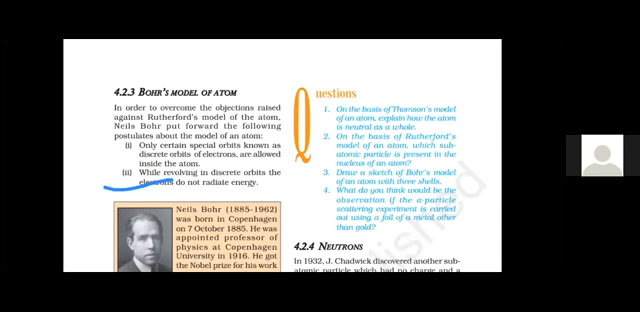 4.2.3 BOHR'S MODEL OF ATOM
In order to overcome the objections raised
against Rutherford's model of the atom,
Neils Bohr put forward the following
postulates about the model of an atom:
(i) Only certain special orbits known as
discrete orbits of electrons, are allowed
inside the atom.
(ii) While revolving in discrete orbits the
electrons do not radiate energy.
Neils Bohr (1885-1962)
was born in Copenhagen
on 7 October 1885. He was
appointed professor of
physics at Copenhagen
University in 1916. He got
the Nobel prize for his work
Questions
1. On the basis of Thomson's model
of an atom, explain how the atom
is neutral as a whole.
2. On the basis of Rutherford's
model of an atom, which sub-
atomic particle is present in the
nucleus of an atom?
3. Draw a sketch of Bohr's model
of an atom with three shells.
4. What do you think would be the
observation if the α-particle
scattering experiment is carried
out using a foil of a metal other
than gold?
4.2.4 NEUTRONS
In 1932, J. Chadwick discovered another sub-
atomic particle which had no charge and a